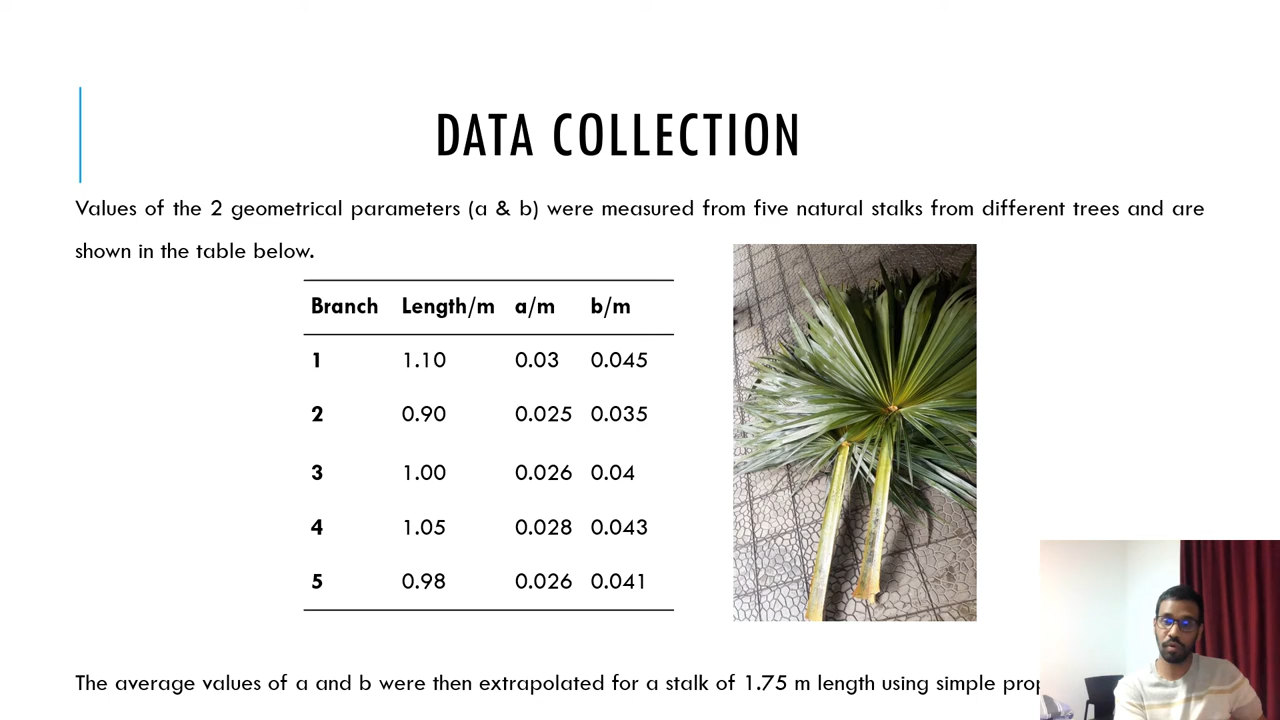 DATA COLLECTION
Values of the 2 geometrical parameters (a & b) were measured from five natural stalks from different trees and are
shown in the table below.
Branch Length/m a/m b/m
1 1.10 0.03 0.045
2 0.90 0.025 0.035
3 1.00 0.026 0.04
4 1.05 0.028 0.043
5 0.98 0.026 0.041
The average values of a and b were then extrapolated for a stalk of 1.75 m length using simple